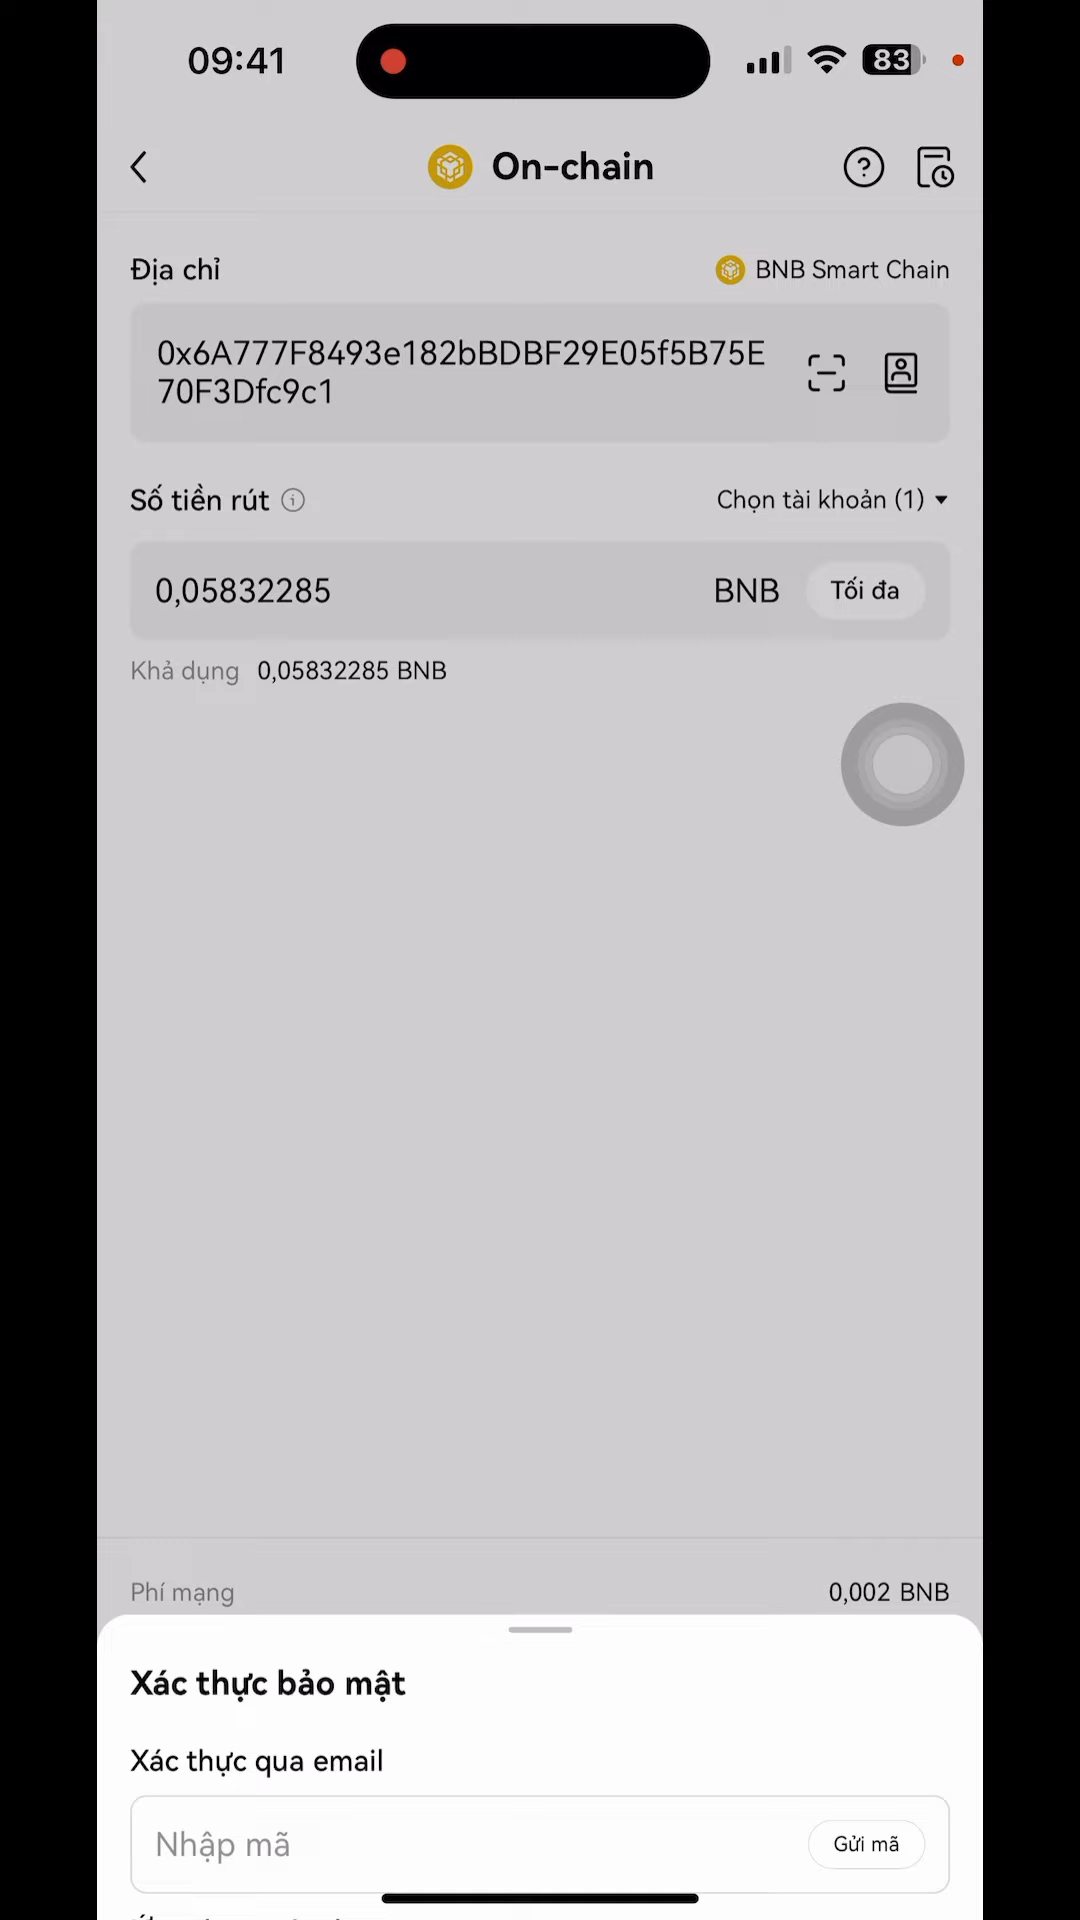 09:41
83
On-chain
Địa chỉ
BNB Smart Chain
0x6A777F8493e182bBDBF29E05f5B75E
70F3Dfc9c1
Số tiền rút
Chọn tài khoản (1)
0,05832285
BNB
Tối đa
Khả dụng 0,05832285 BNB
Phí mạng
0,002 BNB
Xác thực bảo mật
Xác thực qua email
Nhập mã
Gửi mã